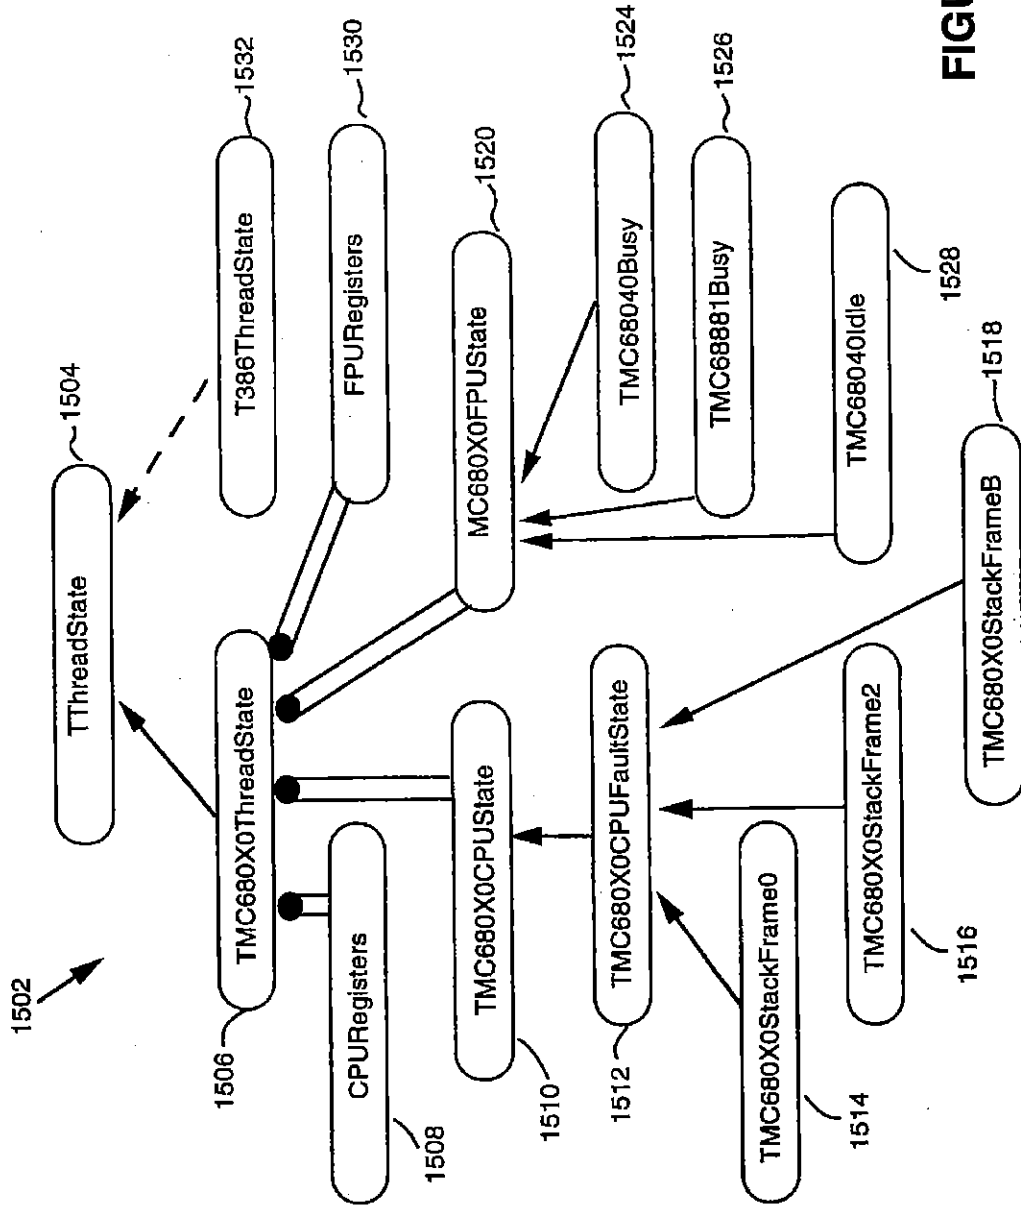 1502
TThreadState
1504
1506
TMC680X0ThreadState
T386ThreadState
1532
CPURegisters
1508
FPURegisters
1530
1510
TMC680X0CPUState
MC680X0FPUState
1520
1512
TMC680X0CPUFaultState
TMC68040Busy
1524
TMC68881Busy
1526
TMC680X0StackFrame0
1514
TMC680X0StackFrame2
1516
TMC68040Idle
1528
TMC680X0StackFrameB
1518
FIGU